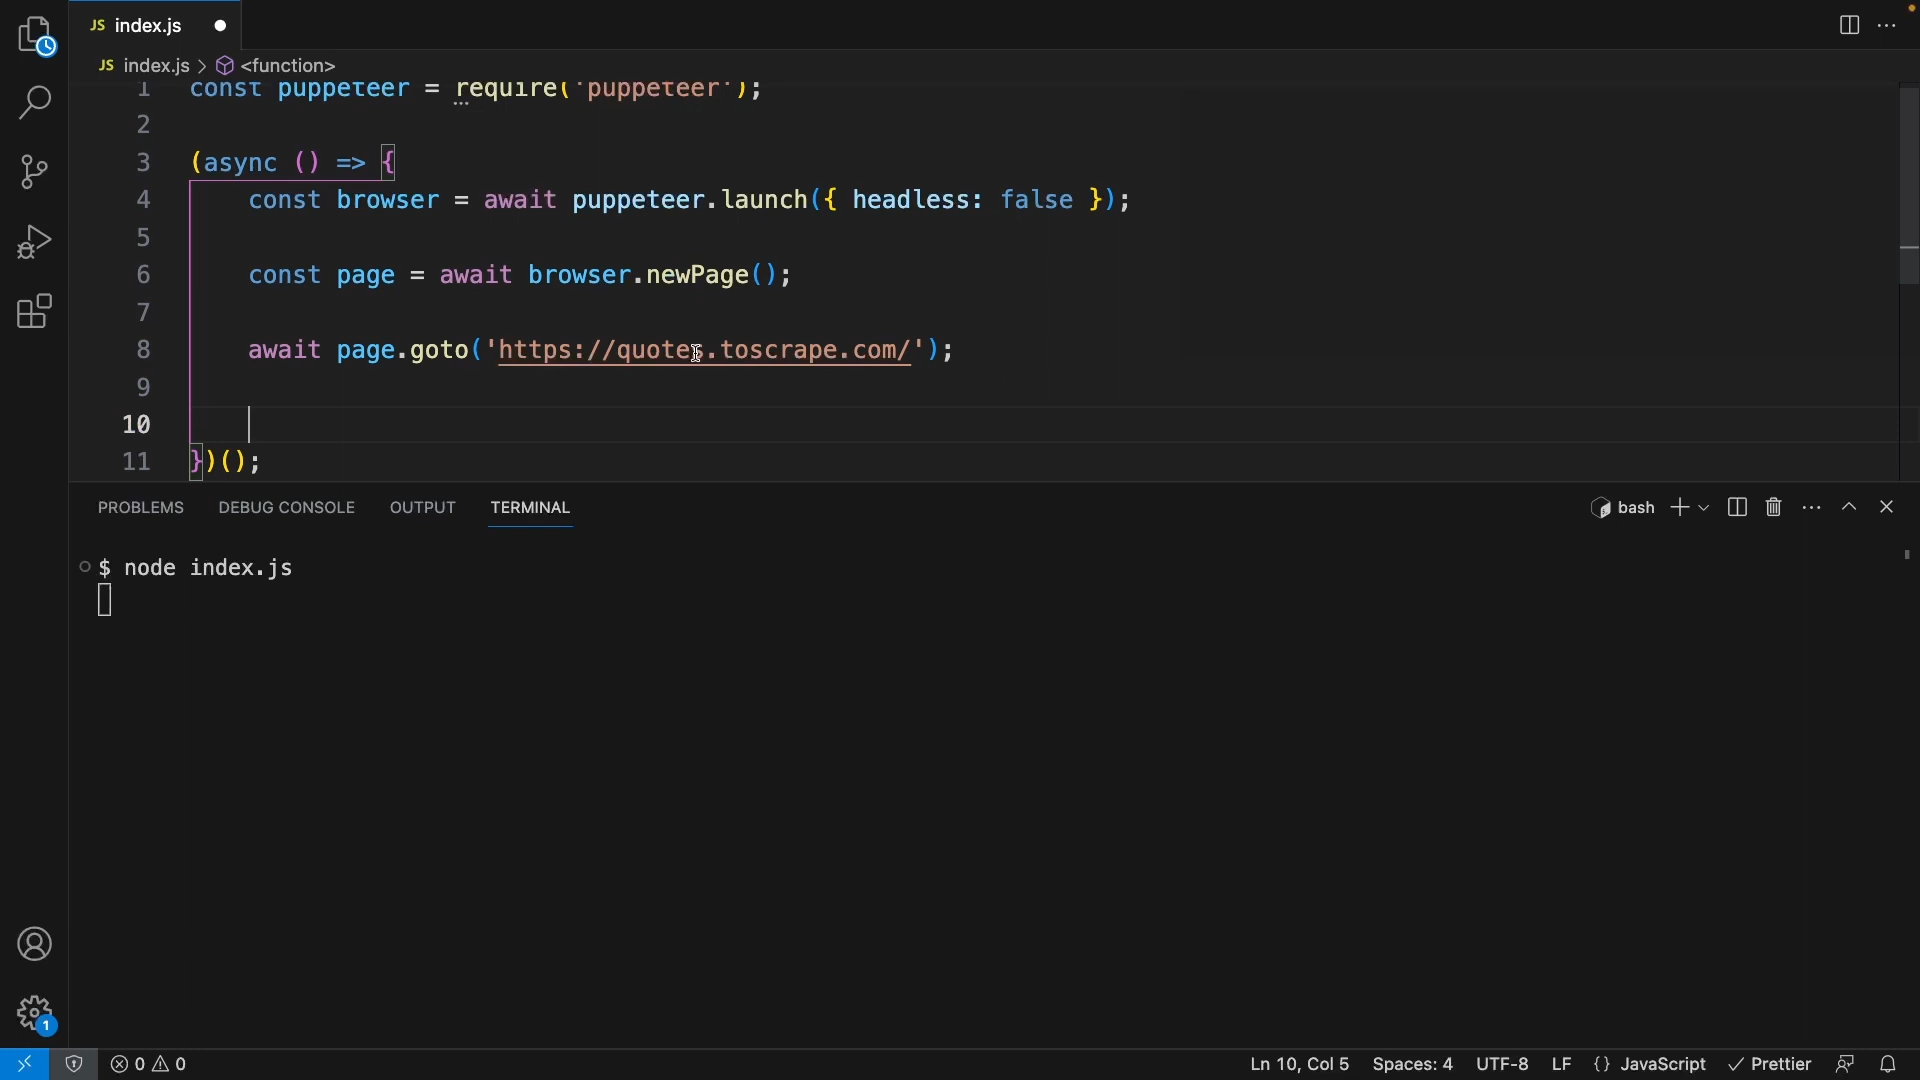 JS index.js
JS index.js > <function>
1 const puppeteer = require('puppeteer');
2
3 (async () => {
4 const browser = await puppeteer.launch({ headless: false });
5
6 const page = await browser.newPage();
7
8 await page.goto('https://quotes.toscrape.com/');
9
10
11 })();
PROBLEMS DEBUG CONSOLE OUTPUT TERMINAL bash
$ node index.js
1
0 0 Ln 10, Col 5 Spaces: 4 UTF-8 LF {} JavaScript Prettier